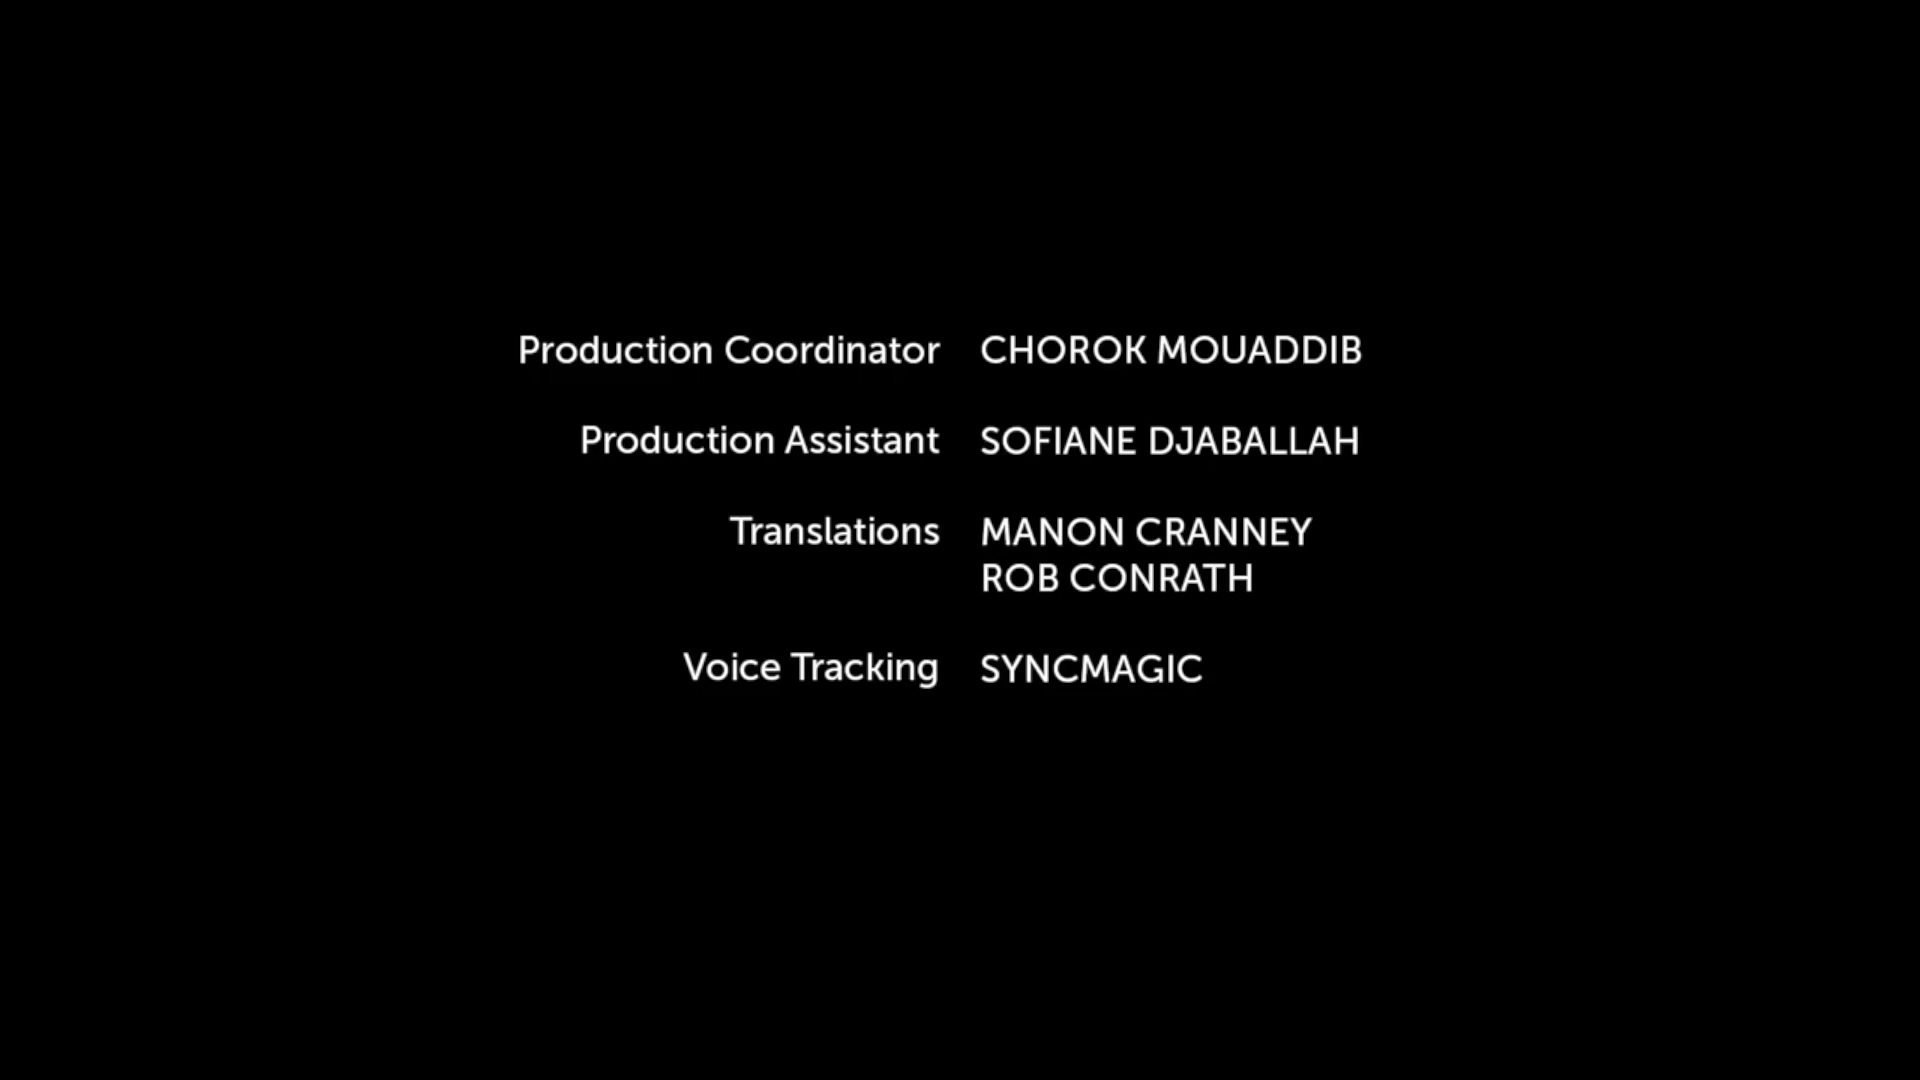 Production Coordinator CHOROK MOUADDIB
Production Assistant SOFIANE DJABALLAH
Translations MANON CRANNEY
ROB CONRATH
Voice Tracking SYNCMAGIC